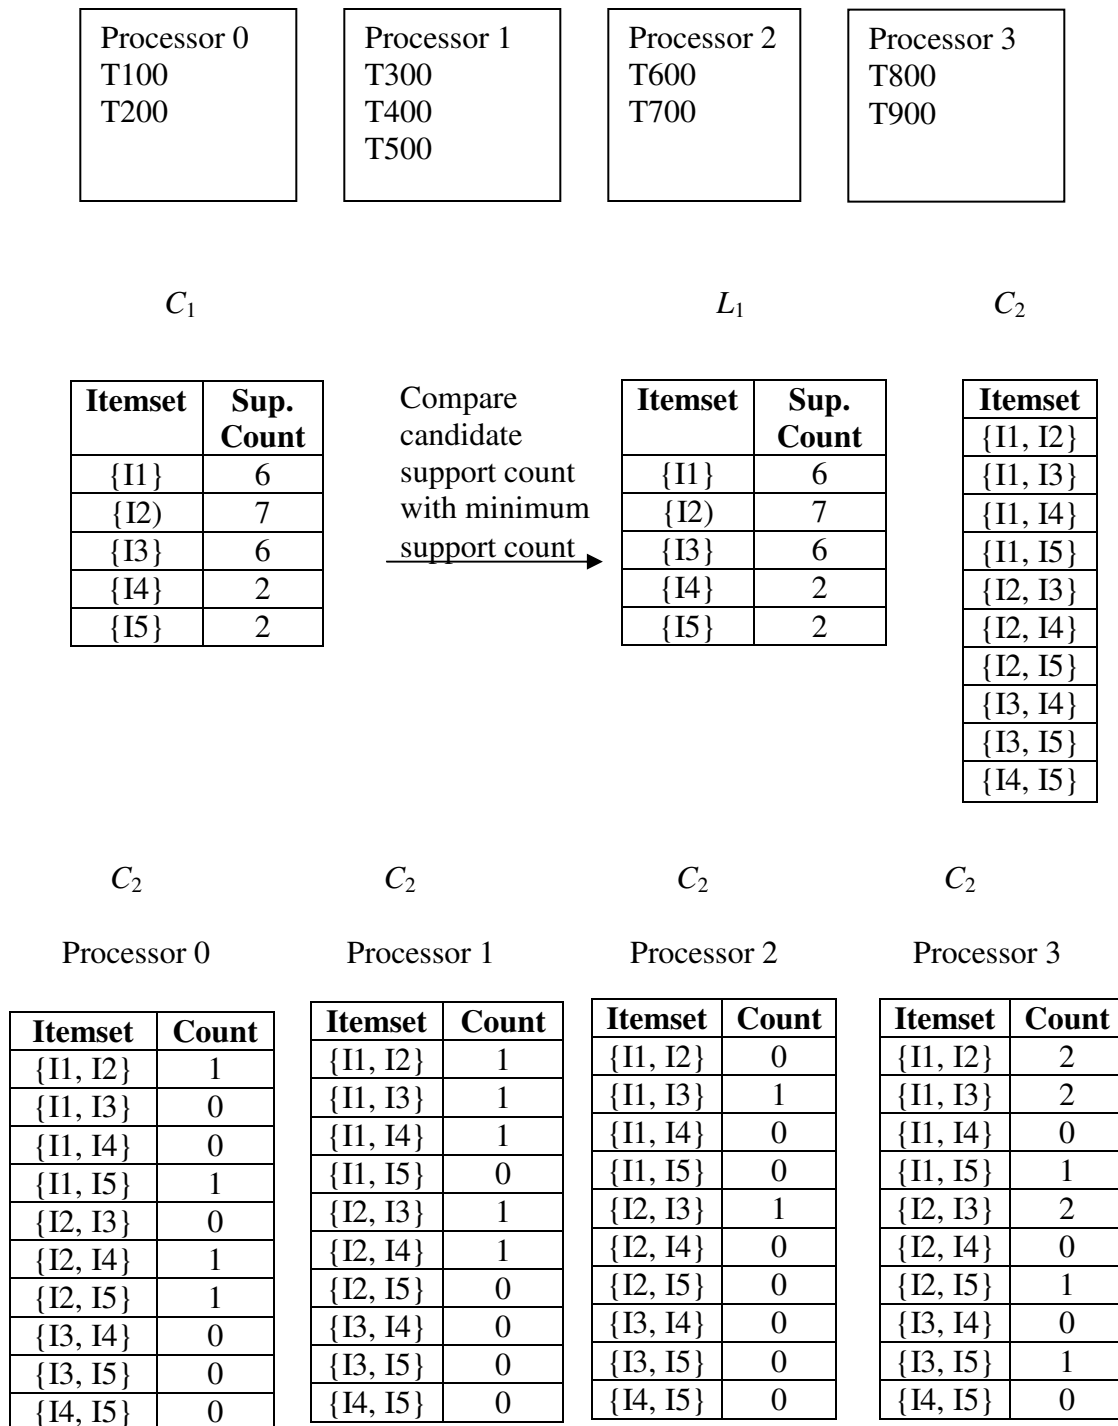 Processor 0
T100
T200
Processor 1
T300
T400
T500
Processor 2
T600
T700
Processor 3
T800
T900
C1
L1
C2
Itemset Sup. Count
{I1} 6
{I2) 7
{I3} 6
{I4} 2
{I5} 2
Compare
candidate
support count
with minimum
support count
Itemset Sup. Count
{I1} 6
{I2) 7
{I3} 6
{I4} 2
{I5} 2
Itemset
{I1, I2}
{I1, I3}
{I1, I4}
{I1, I5}
{I2, I3}
{I2, I4}
{I2, I5}
{I3, I4}
{I3, I5}
{I4, I5}
C2
Processor 0
Itemset Count
{I1, I2} 1
{I1, I3} 0
{I1, I4} 0
{I1, I5} 1
{I2, I3} 0
{I2, I4} 1
{I2, I5} 1
{I3, I4} 0
{I3, I5} 0
{I4, I5} 0
C2
Processor 1
Itemset Count
{I1, I2} 1
{I1, I3} 1
{I1, I4} 1
{I1, I5} 0
{I2, I3} 1
{I2, I4} 1
{I2, I5} 0
{I3, I4} 0
{I3, I5} 0
{I4, I5} 0
C2
Processor 2
Itemset Count
{I1, I2} 0
{I1, I3} 1
{I1, I4} 0
{I1, I5} 0
{I2, I3} 1
{I2, I4} 0
{I2, I5} 0
{I3, I4} 0
{I3, I5} 0
{I4, I5} 0
C2
Processor 3
Itemset Count
{I1, I2} 2
{I1, I3} 2
{I1, I4} 0
{I1, I5} 1
{I2, I3} 2
{I2, I4} 0
{I2, I5} 1
{I3, I4} 0
{I3, I5} 1
{I4, I5} 0